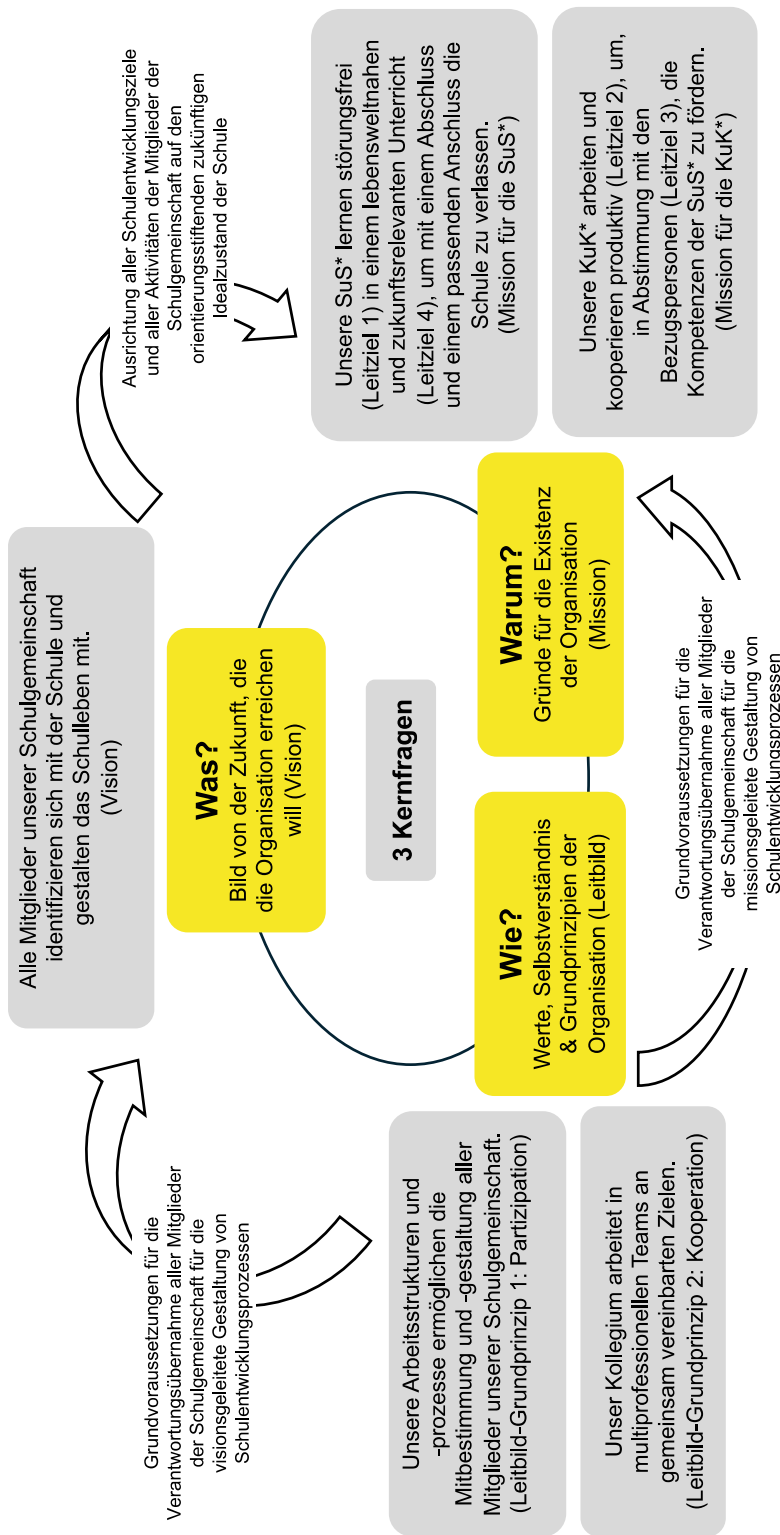 Alle Mitglieder unserer Schulgemeinschaft
identifizieren sich mit der Schule und
gestalten das Schulleben mit.
(Vision)
Grundvoraussetzungen für die
Verantwortungsübernahme aller Mitglieder
der Schulgemeinschaft für die
visionsgeleitete Gestaltung von
Schulentwicklungsprozessen
Ausrichtung aller Schulentwicklungsziele
und aller Aktivitäten der Mitglieder der
Schulgemeinschaft auf den
orientierungsstiftenden zukünftigen
Idealzustand der Schule
Was?
Bild von der Zukunft, die
die Organisation erreichen
will (Vision)
3 Kernfragen
Unsere Arbeitsstrukturen und
-prozesse ermöglichen die
Mitbestimmung und -gestaltung aller
Mitglieder unserer Schulgemeinschaft.
(Leitbild-Grundprinzip 1: Partizipation)
Unser Kollegium arbeitet in
multiprofessionellen Teams an
gemeinsam vereinbarten Zielen.
(Leitbild-Grundprinzip 2: Kooperation)
Wie?
Werte, Selbstverständnis
& Grundprinzipien der
Organisation (Leitbild)
Warum?
Gründe für die Existenz
der Organisation
(Mission)
Unsere SuS* lernen störungsfrei
(Leitziel 1) in einem lebensweltnahen
und zukunftsrelevanten Unterricht
(Leitziel 4), um mit einem Abschluss
und einem passenden Anschluss die
Schule zu verlassen.
(Mission für die SuS*)
Unsere KuK* arbeiten und
kooperieren produktiv (Leitziel 2), um,
in Abstimmung mit den
Bezugspersonen (Leitziel 3), die
Kompetenzen der SuS* zu fördern.
(Mission für die KuK*)
Grundvoraussetzungen für die
Verantwortungsübernahme aller Mitglieder
der Schulgemeinschaft für die
missionsgeleitete Gestaltung von
Schulentwicklungsprozessen